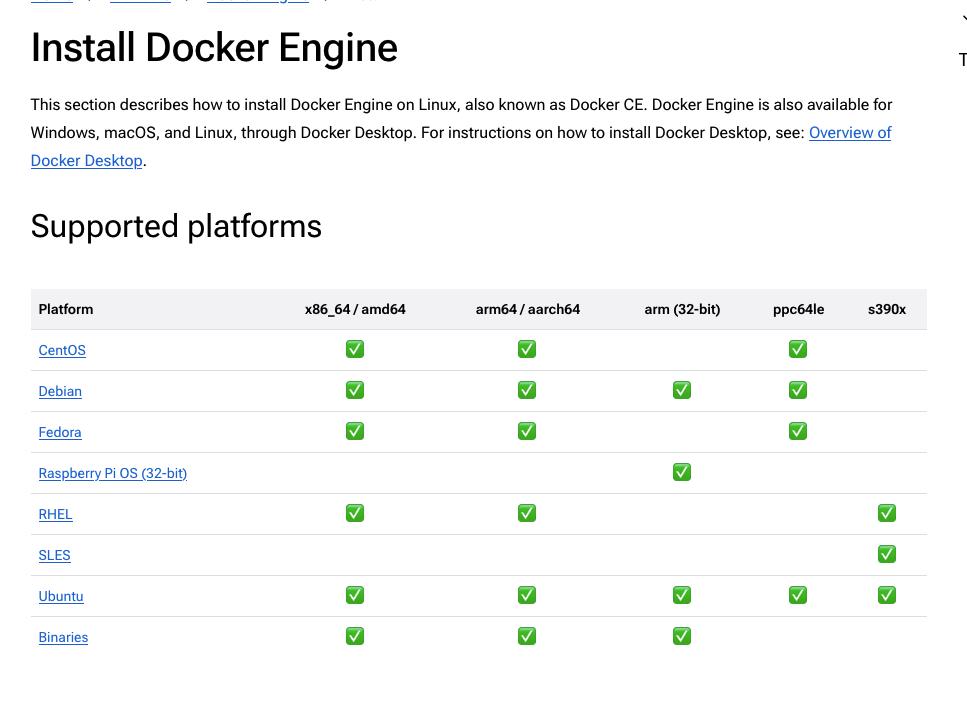 Install Docker Engine
This section describes how to install Docker Engine on Linux, also known as Docker CE. Docker Engine is also available for
Windows, macOS, and Linux, through Docker Desktop. For instructions on how to install Docker Desktop, see: Overview of
Docker Desktop.
Supported platforms
Platform x86_64 / amd64 arm64 / aarch64 arm (32-bit) ppc64le s390x
CentOS ✅ ✅ ✅
Debian ✅ ✅ ✅ ✅
Fedora ✅ ✅ ✅
Raspberry Pi OS (32-bit) ✅
RHEL ✅ ✅ ✅
SLES ✅
Ubuntu ✅ ✅ ✅ ✅ ✅
Binaries ✅ ✅ ✅